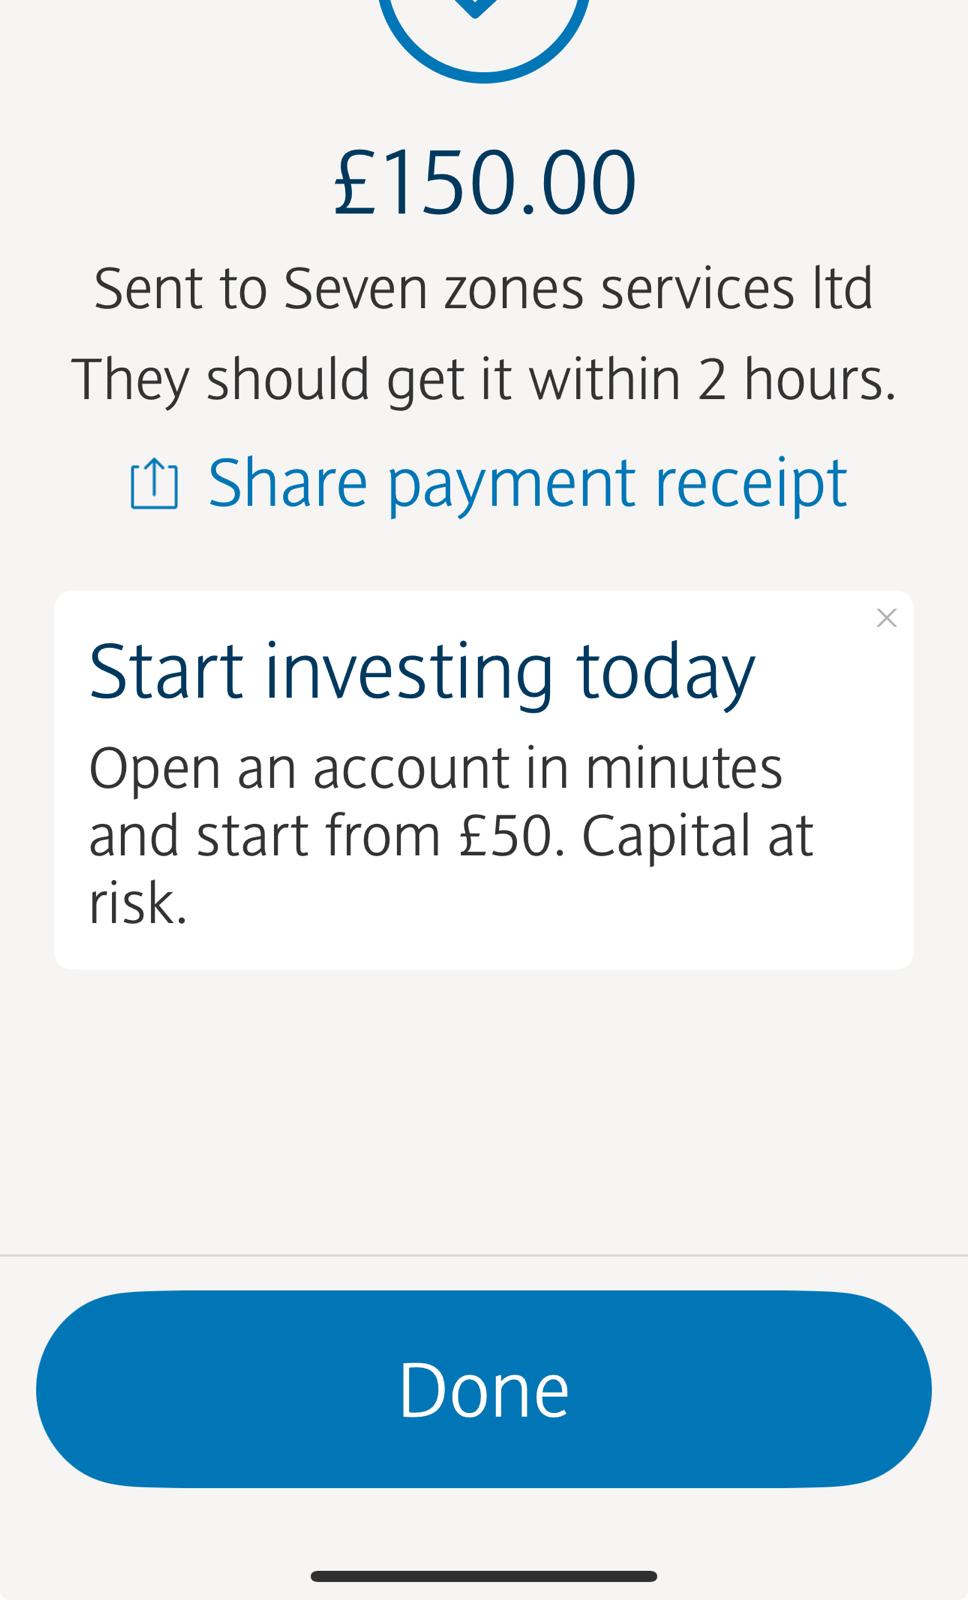 £150.00
Sent to Seven zones services ltd
They should get it within 2 hours.
Share payment receipt
Start investing today
Open an account in minutes
and start from £50. Capital at
risk.
Done